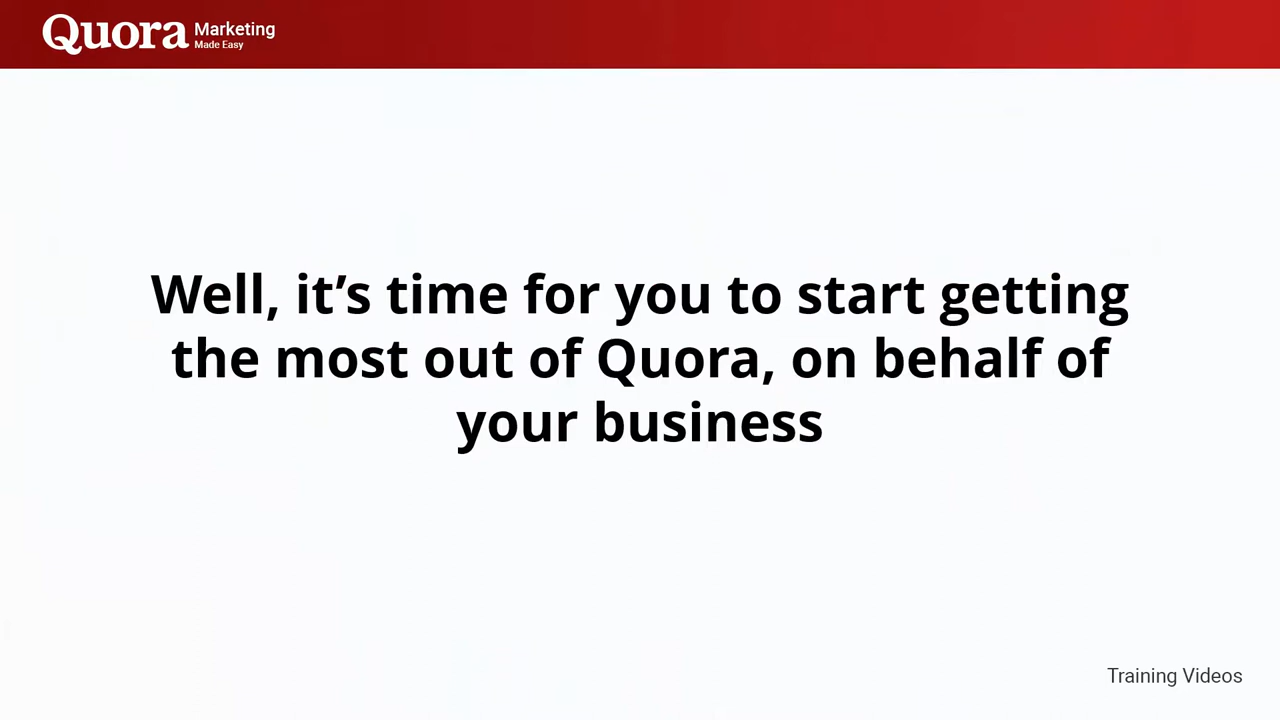 Quora Marketing
Made Easy
Well, it’s time for you to start getting
the most out of Quora, on behalf of
your business
Training Videos